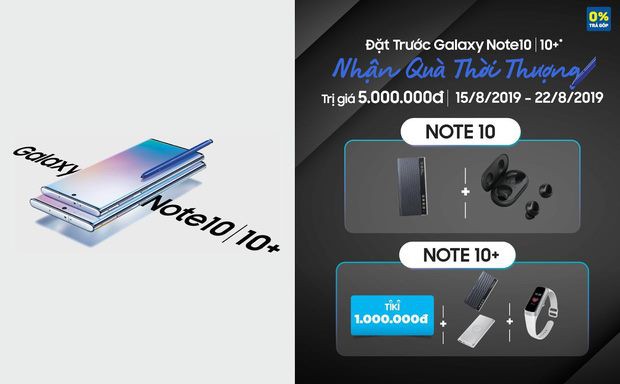 Galaxy
Note10 | 10+
0%
TRẢ GÓP
Đặt Trước Galaxy Note10 | 10+*
Nhận Quà Thời Thượng
Trị giá 5.000.000đ | 15/8/2019 - 22/8/2019
NOTE 10
+
NOTE 10+
TIKI
1.000.000đ
+
+